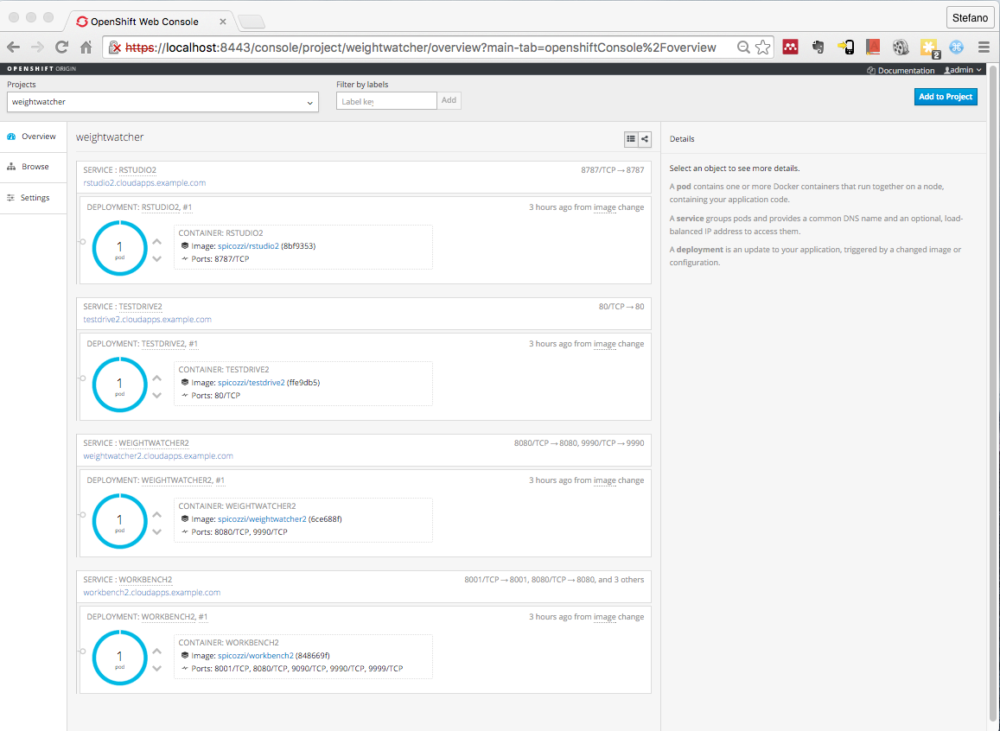 OpenShift Web Console
Stefano
https://localhost:8443/console/project/weightwatcher/overview?main-tab=openshiftConsole%2Foverview
2
OPENSHIFT ORIGIN
Documentation
admin
Projects
Filter by labels
weightwatcher
Label key
Add
Add to Project
Overview
Browse
Settings
weightwatcher
SERVICE : RSTUDIO2
8787/TCP → 8787
rstudio2.cloudapps.example.com
DEPLOYMENT: RSTUDIO2, #1
3 hours ago from image change
1
pod
CONTAINER: RSTUDIO2
Image: spicozzi/rstudio2 (8bf9353)
Ports: 8787/TCP
SERVICE : TESTDRIVE2
80/TCP → 80
testdrive2.cloudapps.example.com
DEPLOYMENT: TESTDRIVE2, #1
3 hours ago from image change
1
pod
CONTAINER: TESTDRIVE2
Image: spicozzi/testdrive2 (ffe9db5)
Ports: 80/TCP
SERVICE : WEIGHTWATCHER2
8080/TCP → 8080, 9990/TCP → 9990
weightwatcher2.cloudapps.example.com
DEPLOYMENT: WEIGHTWATCHER2, #1
3 hours ago from image change
1
pod
CONTAINER: WEIGHTWATCHER2
Image: spicozzi/weightwatcher2 (6ce688f)
Ports: 8080/TCP, 9990/TCP
SERVICE : WORKBENCH2
8001/TCP → 8001, 8080/TCP → 8080, and 3 others
workbench2.cloudapps.example.com
DEPLOYMENT: WORKBENCH2, #1
3 hours ago from image change
1
pod
CONTAINER: WORKBENCH2
Image: spicozzi/workbench2 (848669f)
Ports: 8001/TCP, 8080/TCP, 9090/TCP, 9990/TCP, 9999/TCP
Details
Select an object to see more details.
A pod contains one or more Docker containers that run together on a node,
containing your application code.
A service groups pods and provides a common DNS name and an optional, load-
balanced IP address to access them.
A deployment is an update to your application, triggered by a changed image or
configuration.